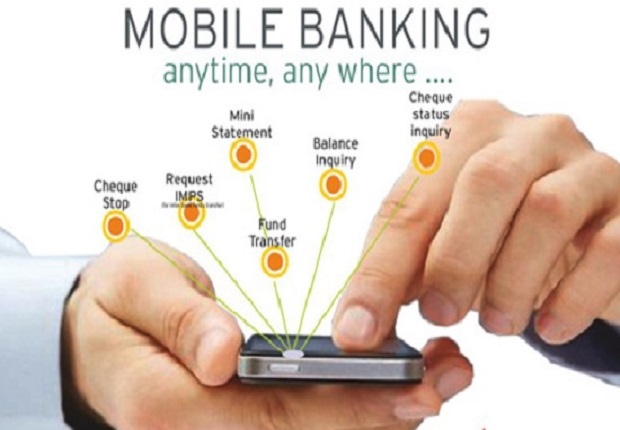 MOBILE BANKING
anytime, any where ....
Cheque
status
inquiry
Mini
Statement
Balance
Inquiry
Request
IMPS
Cheque
Stop
Fund
Transfer